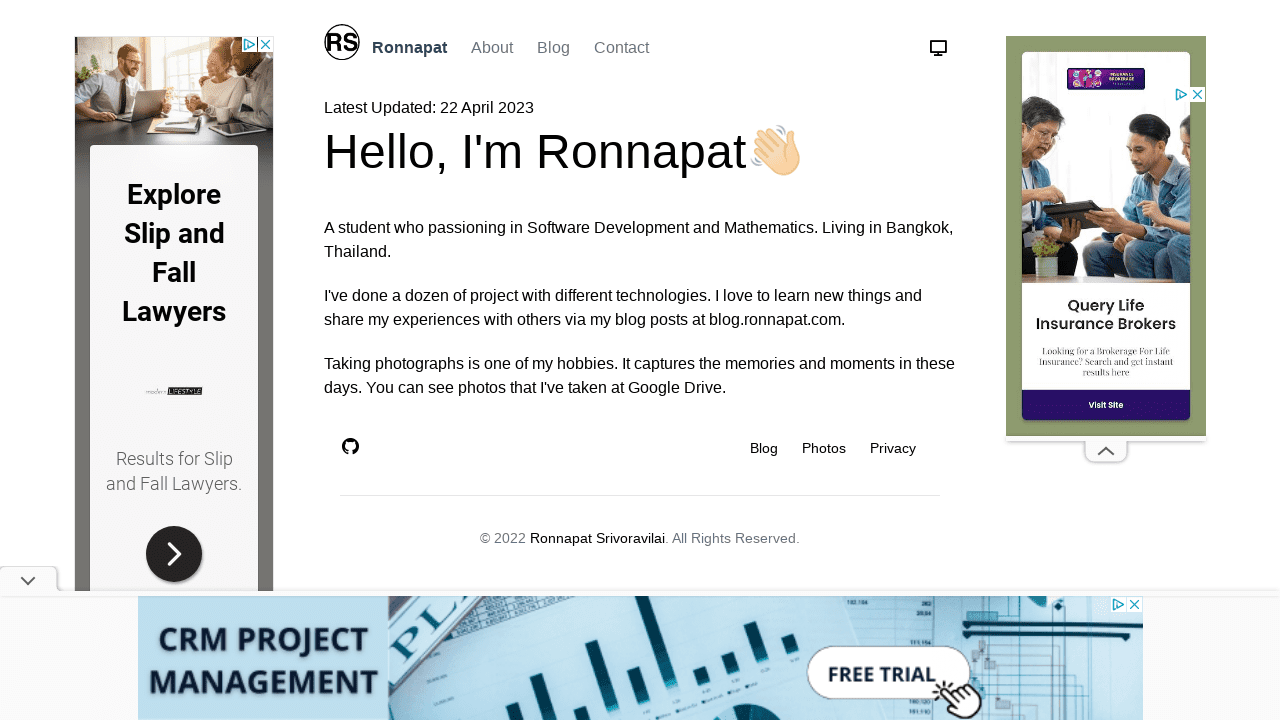 RS
Ronnapat
About
Blog
Contact
Latest Updated: 22 April 2023
Hello, I'm Ronnapat
A student who passioning in Software Development and Mathematics. Living in Bangkok,
Thailand.
I've done a dozen of project with different technologies. I love to learn new things and
share my experiences with others via my blog posts at blog.ronnapat.com.
Taking photographs is one of my hobbies. It captures the memories and moments in these
days. You can see photos that I've taken at Google Drive.
Blog
Photos
Privacy
© 2022 Ronnapat Srivoravilai. All Rights Reserved.
Explore
Slip and
Fall
Lawyers
modern LIFESTYLE
Results for Slip
and Fall Lawyers.
INSURANCE
BROKERAGE
Query Life
Insurance Brokers
Looking for a Brokerage For Life
Insurance? Search and get instant
results here
Visit Site
CRM PROJECT
MANAGEMENT
PLA
FREE TRIAL